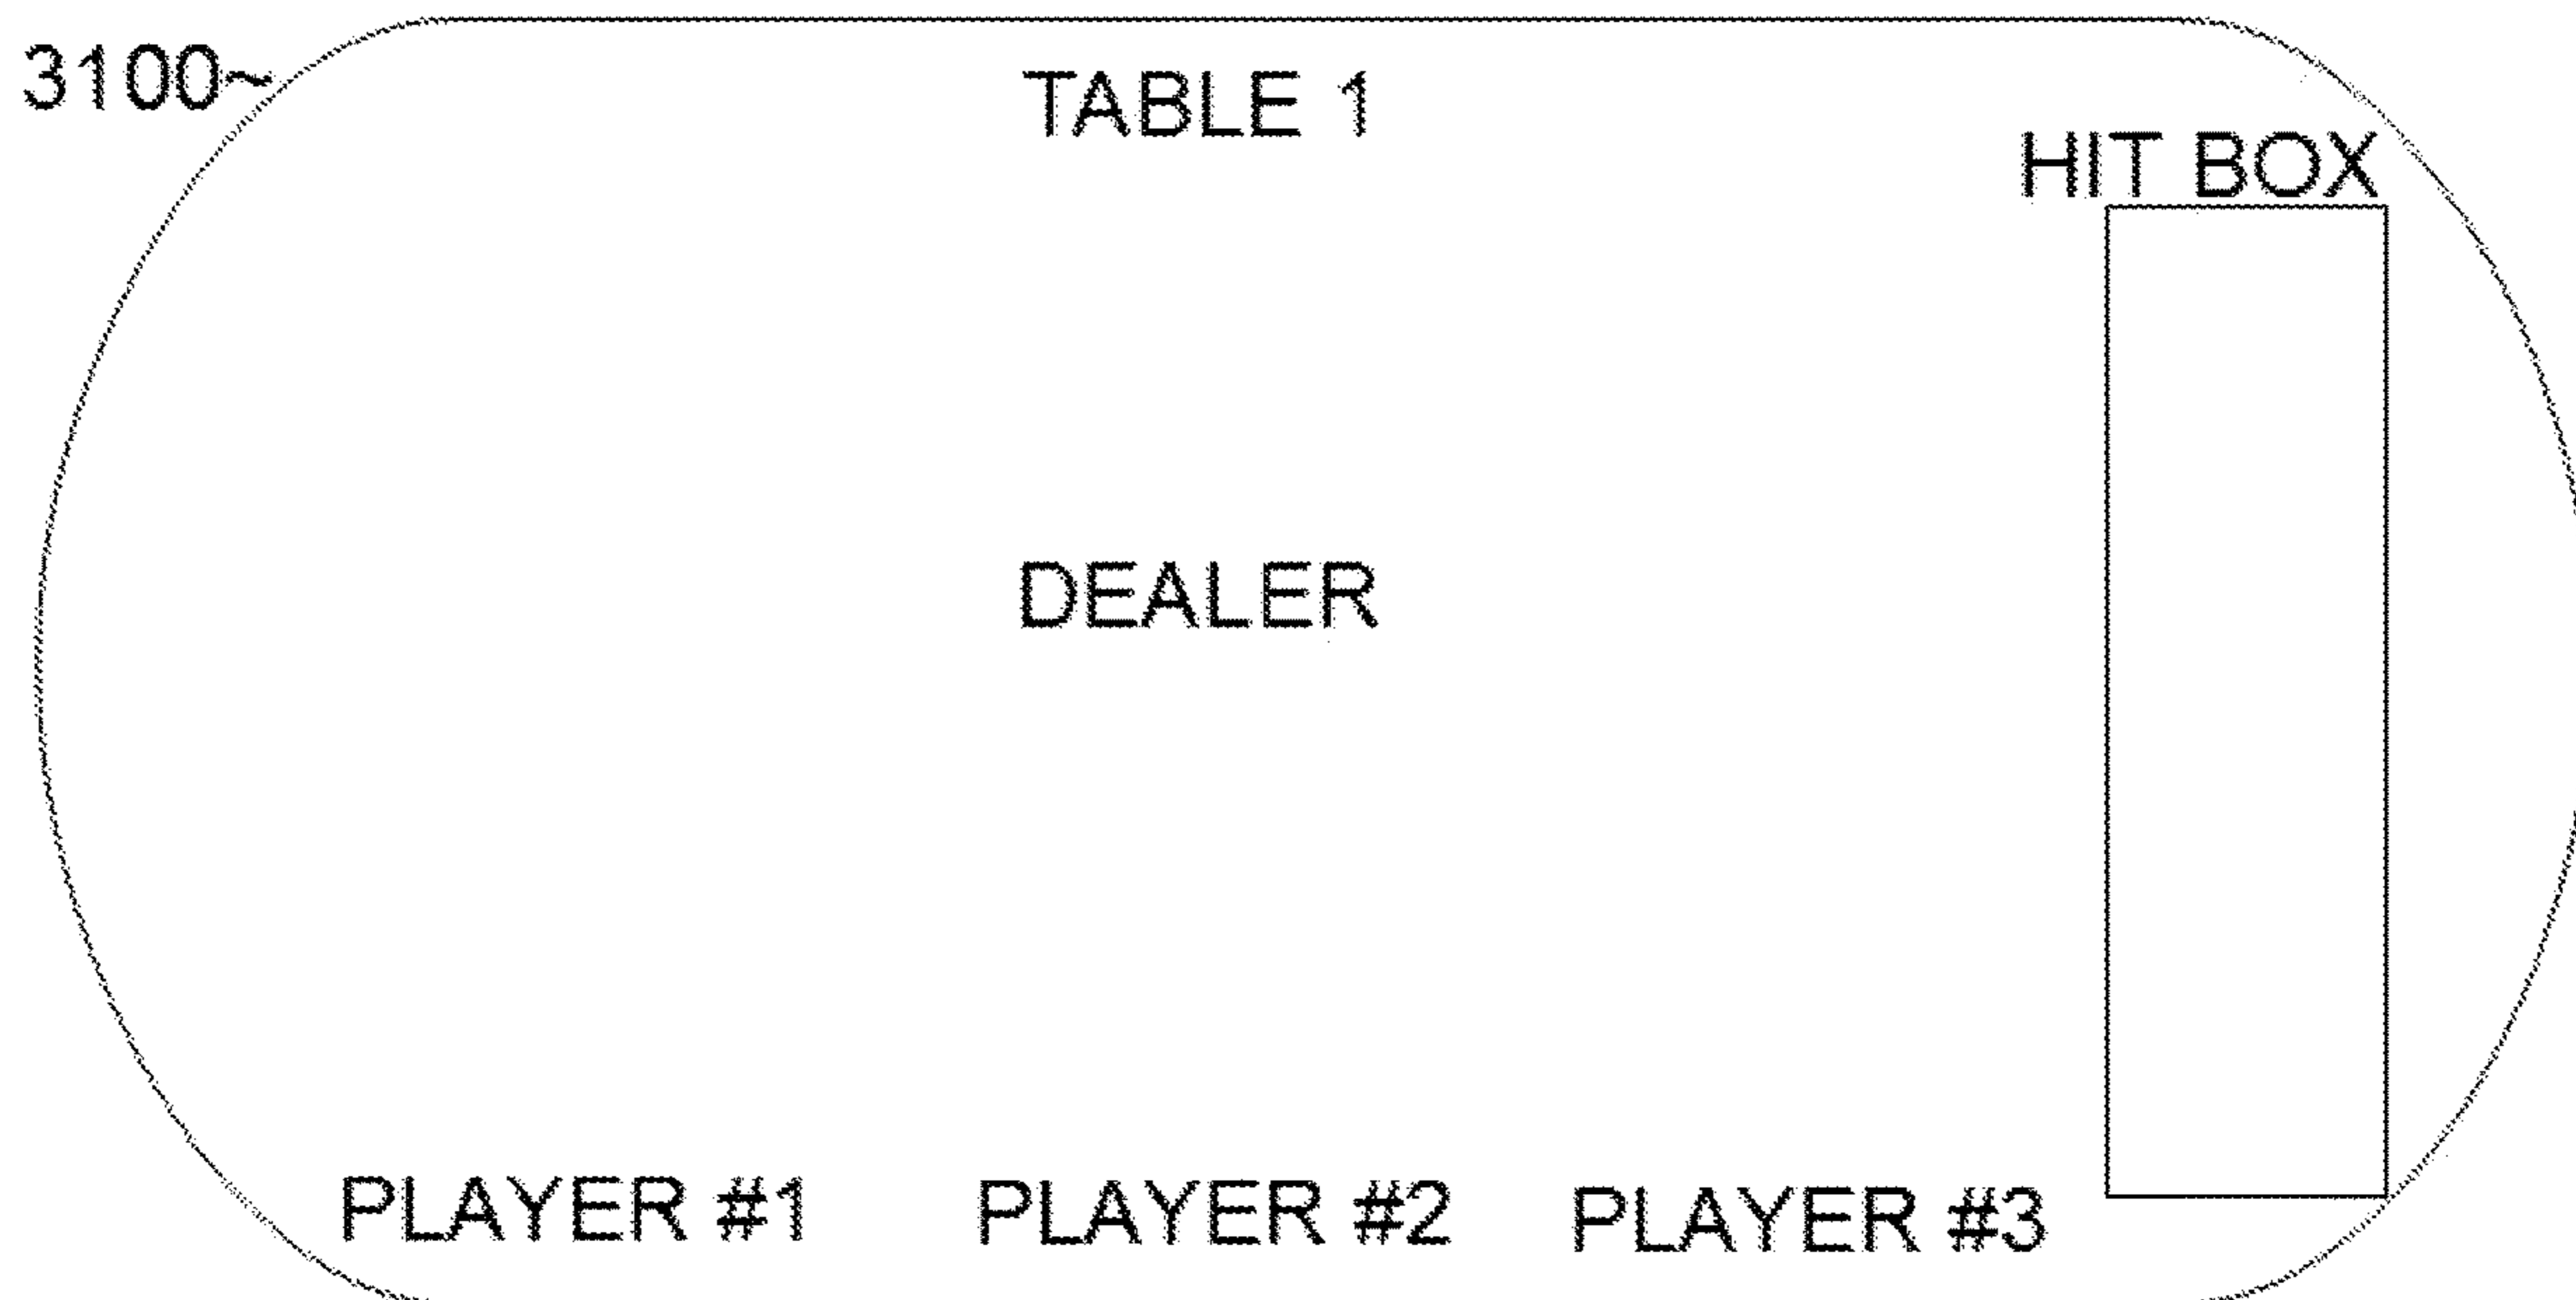 3100~
TABLE 1
HIT BOX
DEALER
PLAYER #1 PLAYER #2 PLAYER #3